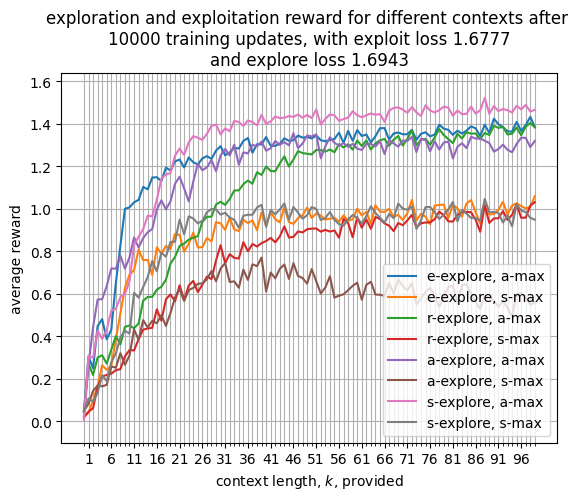 exploration and exploitation reward for different contexts after
10000 training updates, with exploit loss 1.6777
and explore loss 1.6943
average reward
1.6
1.4
1.2
1.0
0.8
0.6
0.4
0.2
0.0
e-explore, a-max
e-explore, s-max
r-explore, a-max
r-explore, s-max
a-explore, a-max
a-explore, s-max
s-explore, a-max
s-explore, s-max
1 6 11 16 21 26 31 36 41 46 51 56 61 66 71 76 81 86 91 96
context length, k, provided